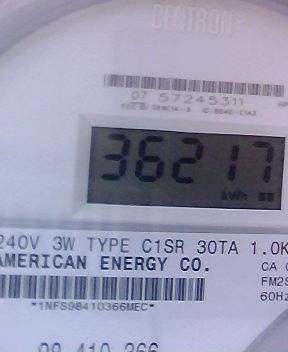 CENTRON®
07 57245311
36217
kWh
240V 3W TYPE C1SR 30TA 1.0K
AMERICAN ENERGY CO.
CA
FM2S
60Hz
*1NFS98410366MEC*
98 410 366